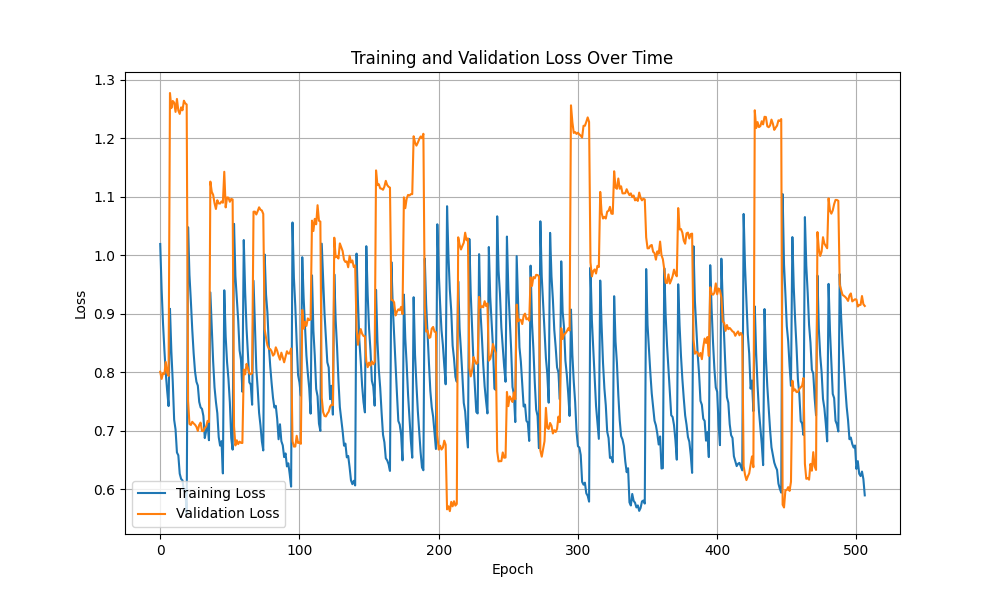 Training and Validation Loss Over Time
1.3
1.2
1.1
1.0
0.9
0.8
0.7
0.6
Loss
Training Loss
Validation Loss
0 100 200 300 400 500
Epoch